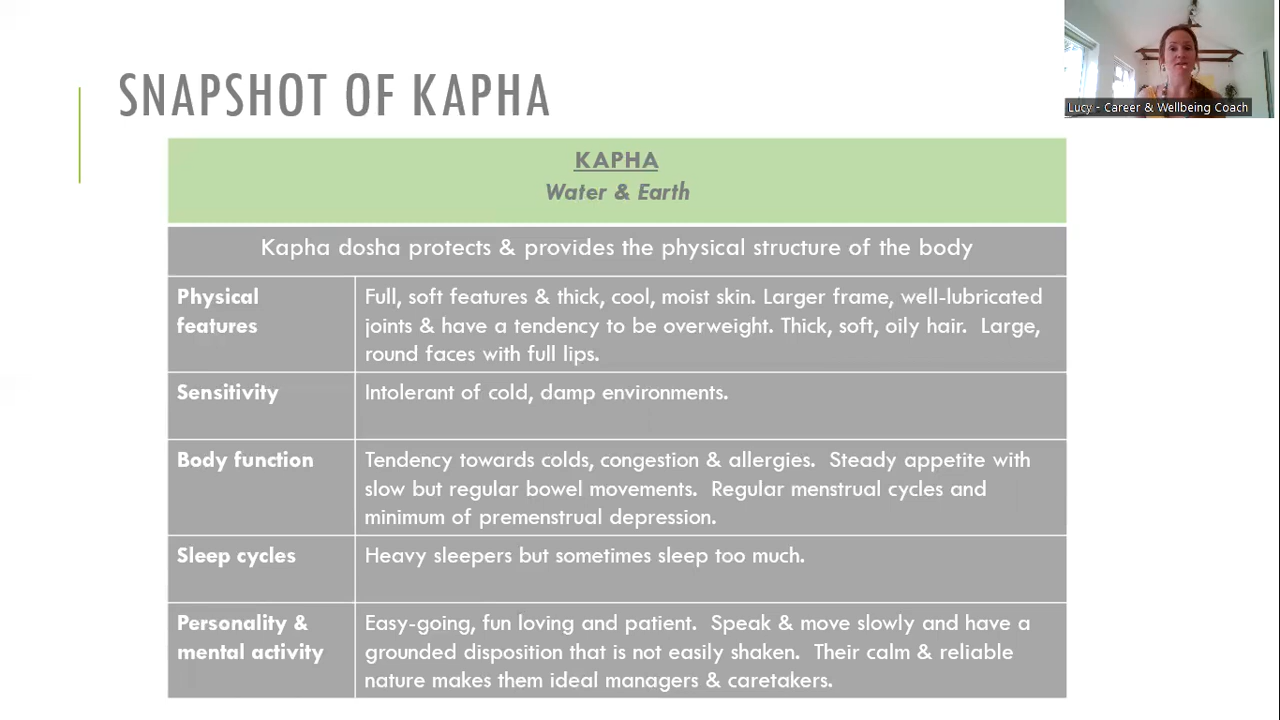 SNAPSHOT OF KAPHA
Lucy - Career & Wellbeing Coach
KAPHA
Water & Earth
Kapha dosha protects & provides the physical structure of the body
Physical
features
Full, soft features & thick, cool, moist skin. Larger frame, well-lubricated
joints & have a tendency to be overweight. Thick, soft, oily hair.  Large,
round faces with full lips.
Sensitivity
Intolerant of cold, damp environments.
Body function
Tendency towards colds, congestion & allergies.  Steady appetite with
slow but regular bowel movements.  Regular menstrual cycles and
minimum of premenstrual depression.
Sleep cycles
Heavy sleepers but sometimes sleep too much.
Personality &
mental activity
Easy-going, fun loving and patient.  Speak & move slowly and have a
grounded disposition that is not easily shaken.  Their calm & reliable
nature makes them ideal managers & caretakers.